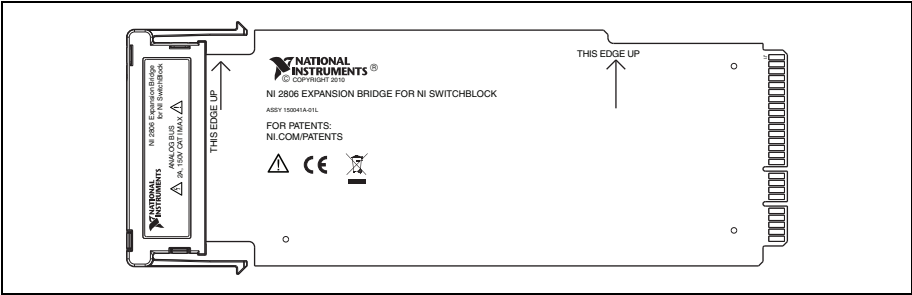 NATIONAL
INSTRUMENTS
NI 2806 Expansion Bridge
for NI SwitchBlock
ANALOG BUS
2A, 150V CAT I MAX
THIS EDGE UP
NATIONAL
INSTRUMENTS ®
© COPYRIGHT 2010
NI 2806 EXPANSION BRIDGE FOR NI SWITCHBLOCK
ASSY 150041A-01L
FOR PATENTS:
NI.COM/PATENTS
CE
THIS EDGE UP